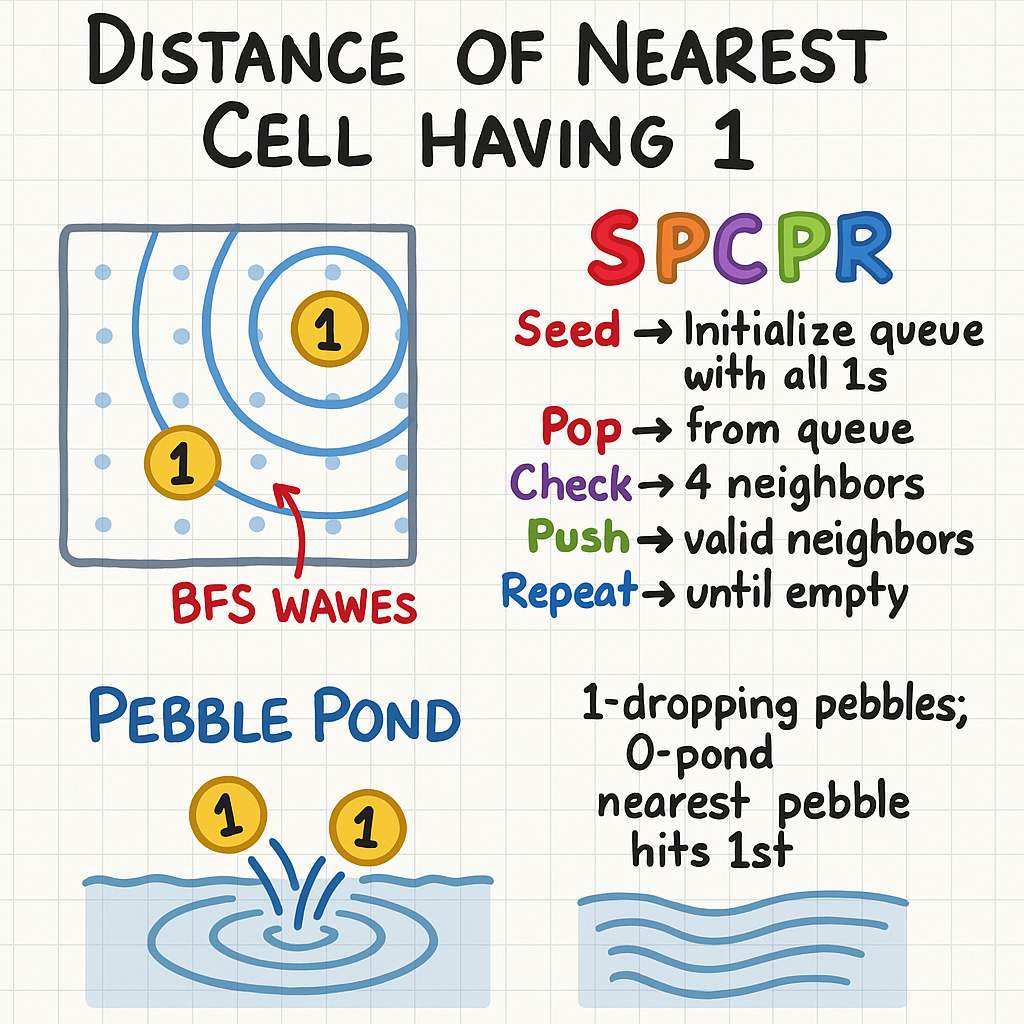 DISTANCE OF NEAREST
CELL HAVING 1
1
1
BFS WAWES
SPCPR
Seed → Initialize queue
with all 1s
Pop → from queue
Check → 4 neighbors
Push → valid neighbors
Repeat → until empty
PEBBLE POND
1
1
1-dropping pebbles;
0-pond
nearest pebble
hits 1st